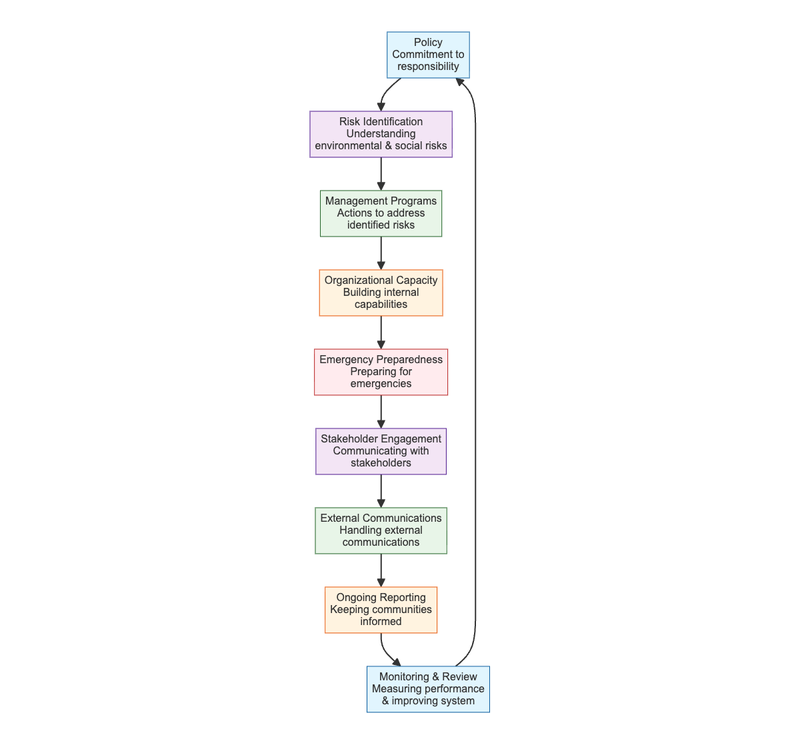 Policy
Commitment to
responsibility
Risk Identification
Understanding
environmental & social risks
Management Programs
Actions to address
identified risks
Organizational Capacity
Building internal
capabilities
Emergency Preparedness
Preparing for
emergencies
Stakeholder Engagement
Communicating with
stakeholders
External Communications
Handling external
communications
Ongoing Reporting
Keeping communities
informed
Monitoring & Review
Measuring performance
& improving system